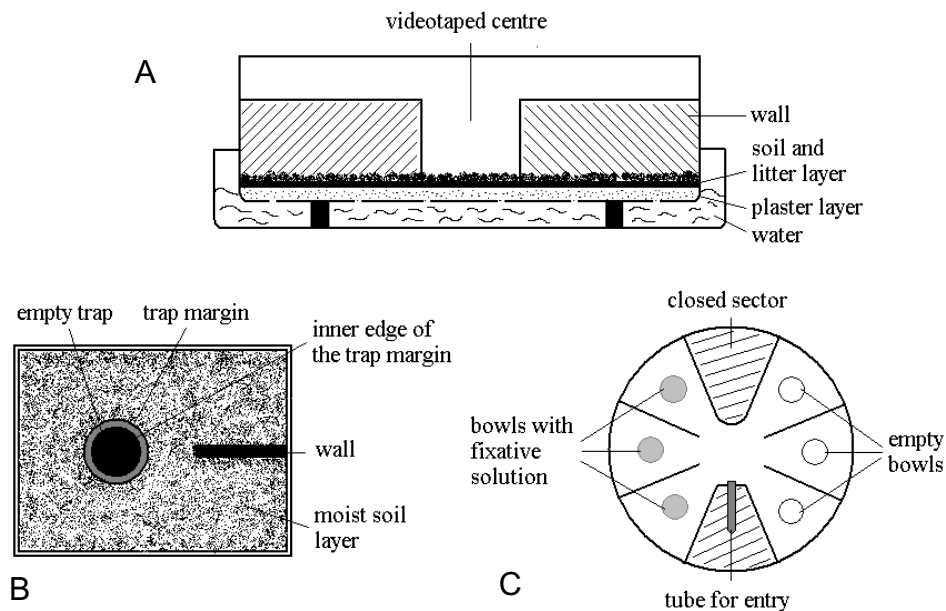 videotaped centre
A
wall
soil and
litter layer
plaster layer
water
empty trap
trap margin
inner edge of
the trap margin
wall
moist soil
layer
B
closed sector
bowls with
fixative
solution
empty
bowls
C
tube for entry